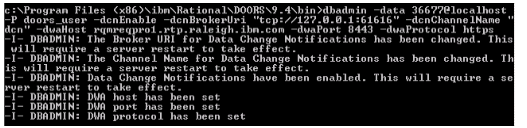 c:\Program Files (x86)\ibm\Rational\DOORS\9.4\bin>dbadmin -data 36677@localhost
-P doors_user -dcnEnable -dcnBrokerUri "tcp://127.0.0.1:61616" -dcnChannelName "
dcn" -dwaHost rqmreqpro1.rtp.raleigh.ibm.com -dwaPort 8443 -dwaProtocol https
-I- DBADMIN: The Broker URI for Data Change Notifications has been changed. This
will require a server restart to take effect.
-I- DBADMIN: The Channel Name for Data Change Notifications has been changed. Th
is will require a server restart to take effect.
-I- DBADMIN: Data Change Notifications have been enabled. This will require a se
rver restart to take effect.
-I- DBADMIN: DWA host has been set
-I- DBADMIN: DWA port has been set
-I- DBADMIN: DWA protocol has been set